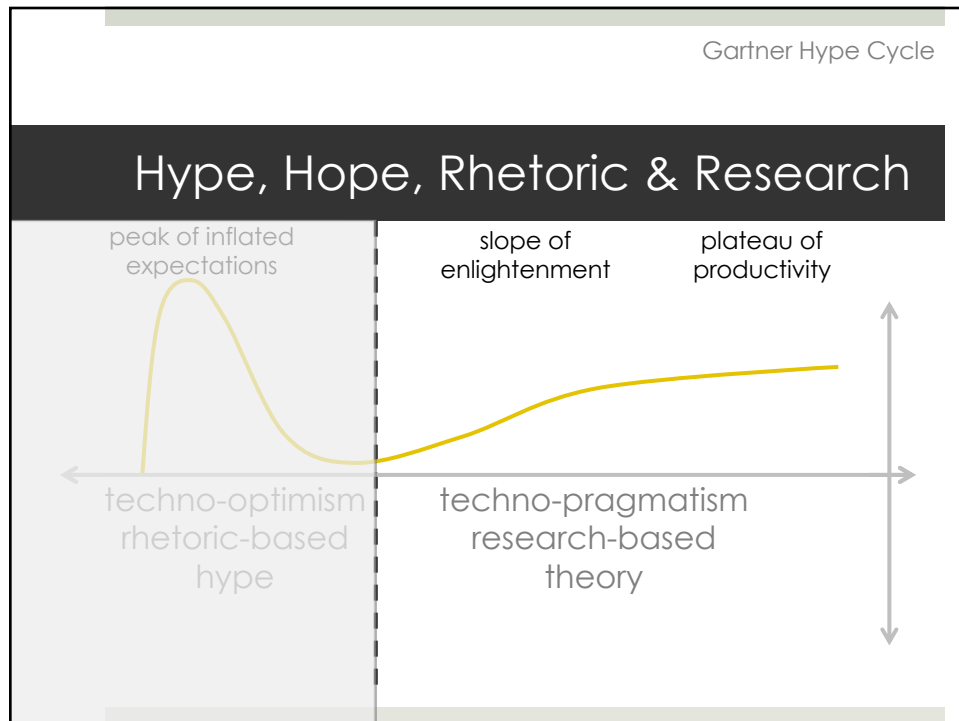 Gartner Hype Cycle
Hype, Hope, Rhetoric & Research
peak of inflated
expectations
slope of
enlightenment
plateau of
productivity
techno-optimism
rhetoric-based
hype
techno-pragmatism
research-based
theory